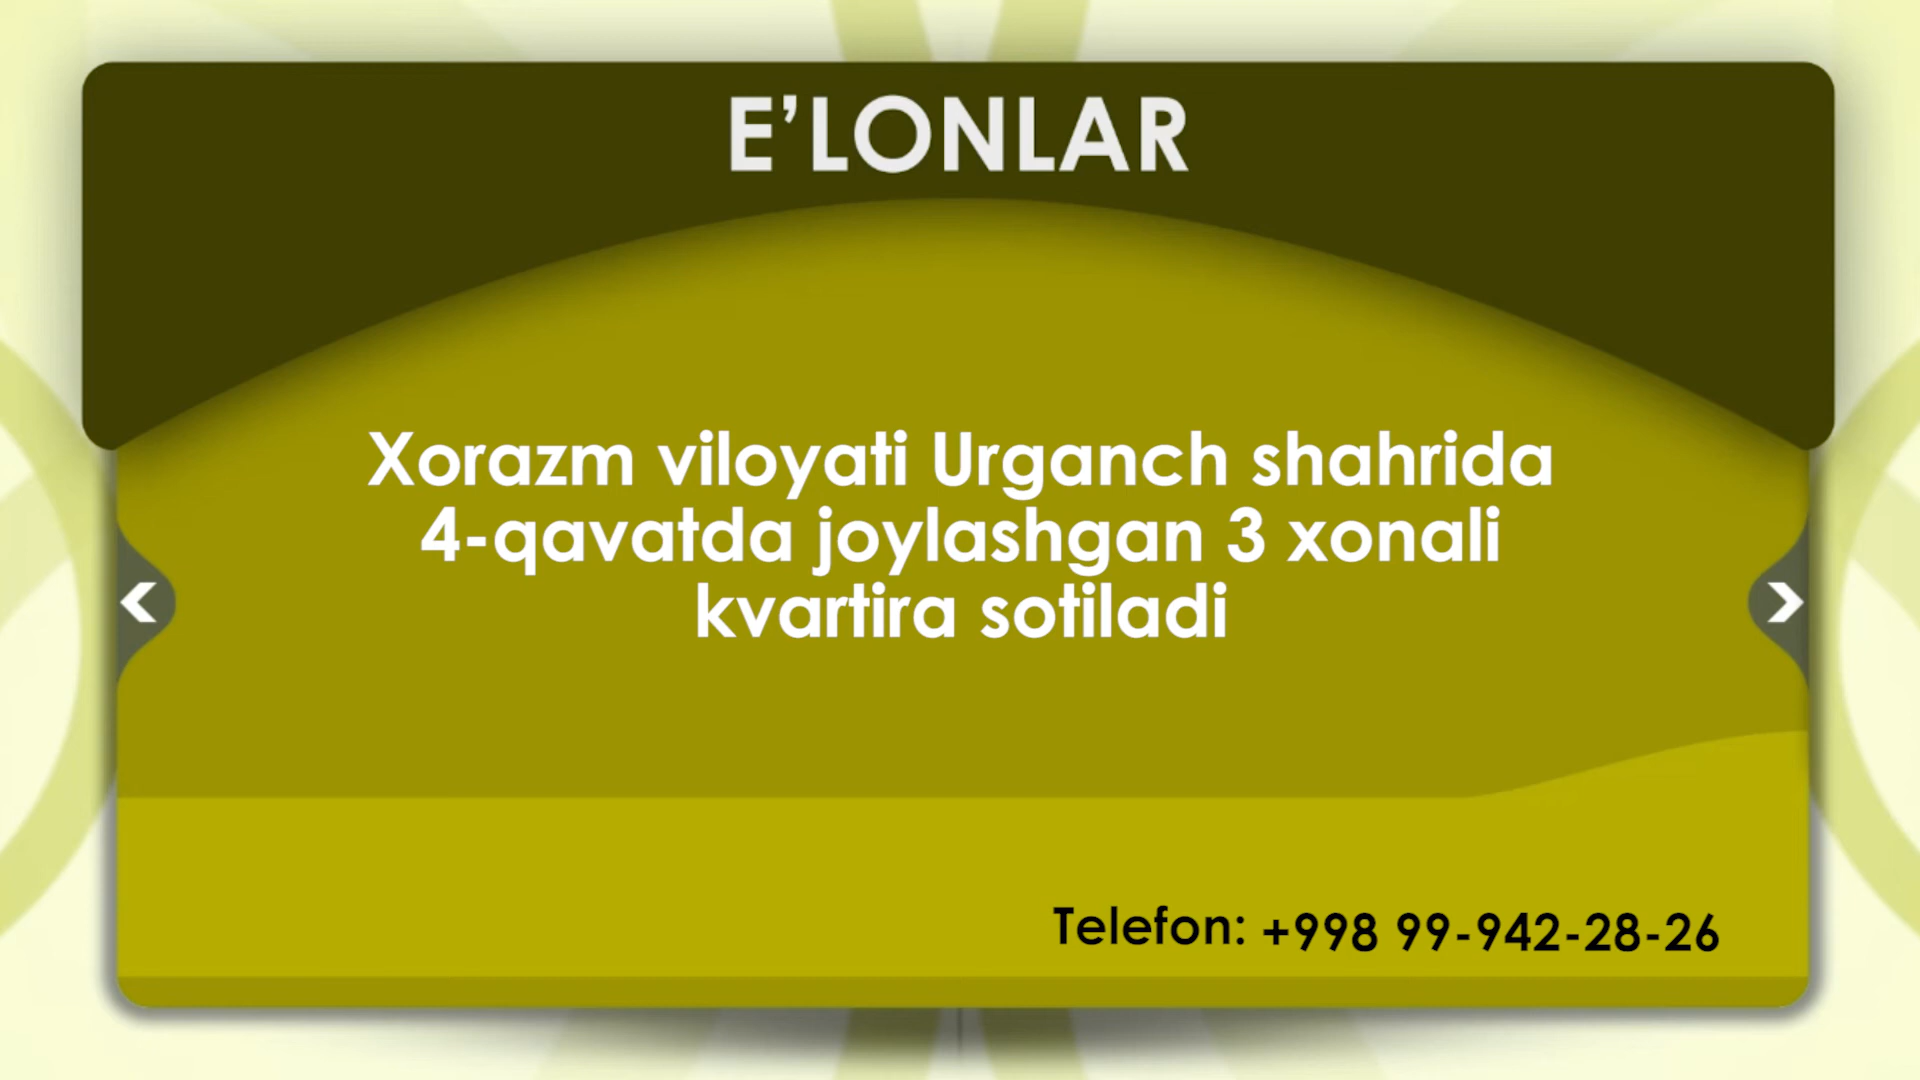 E’LONLAR
Xorazm viloyati Urganch shahrida
4-qavatda joylashgan 3 xonali
kvartira sotiladi
Telefon: +998 99-942-28-26